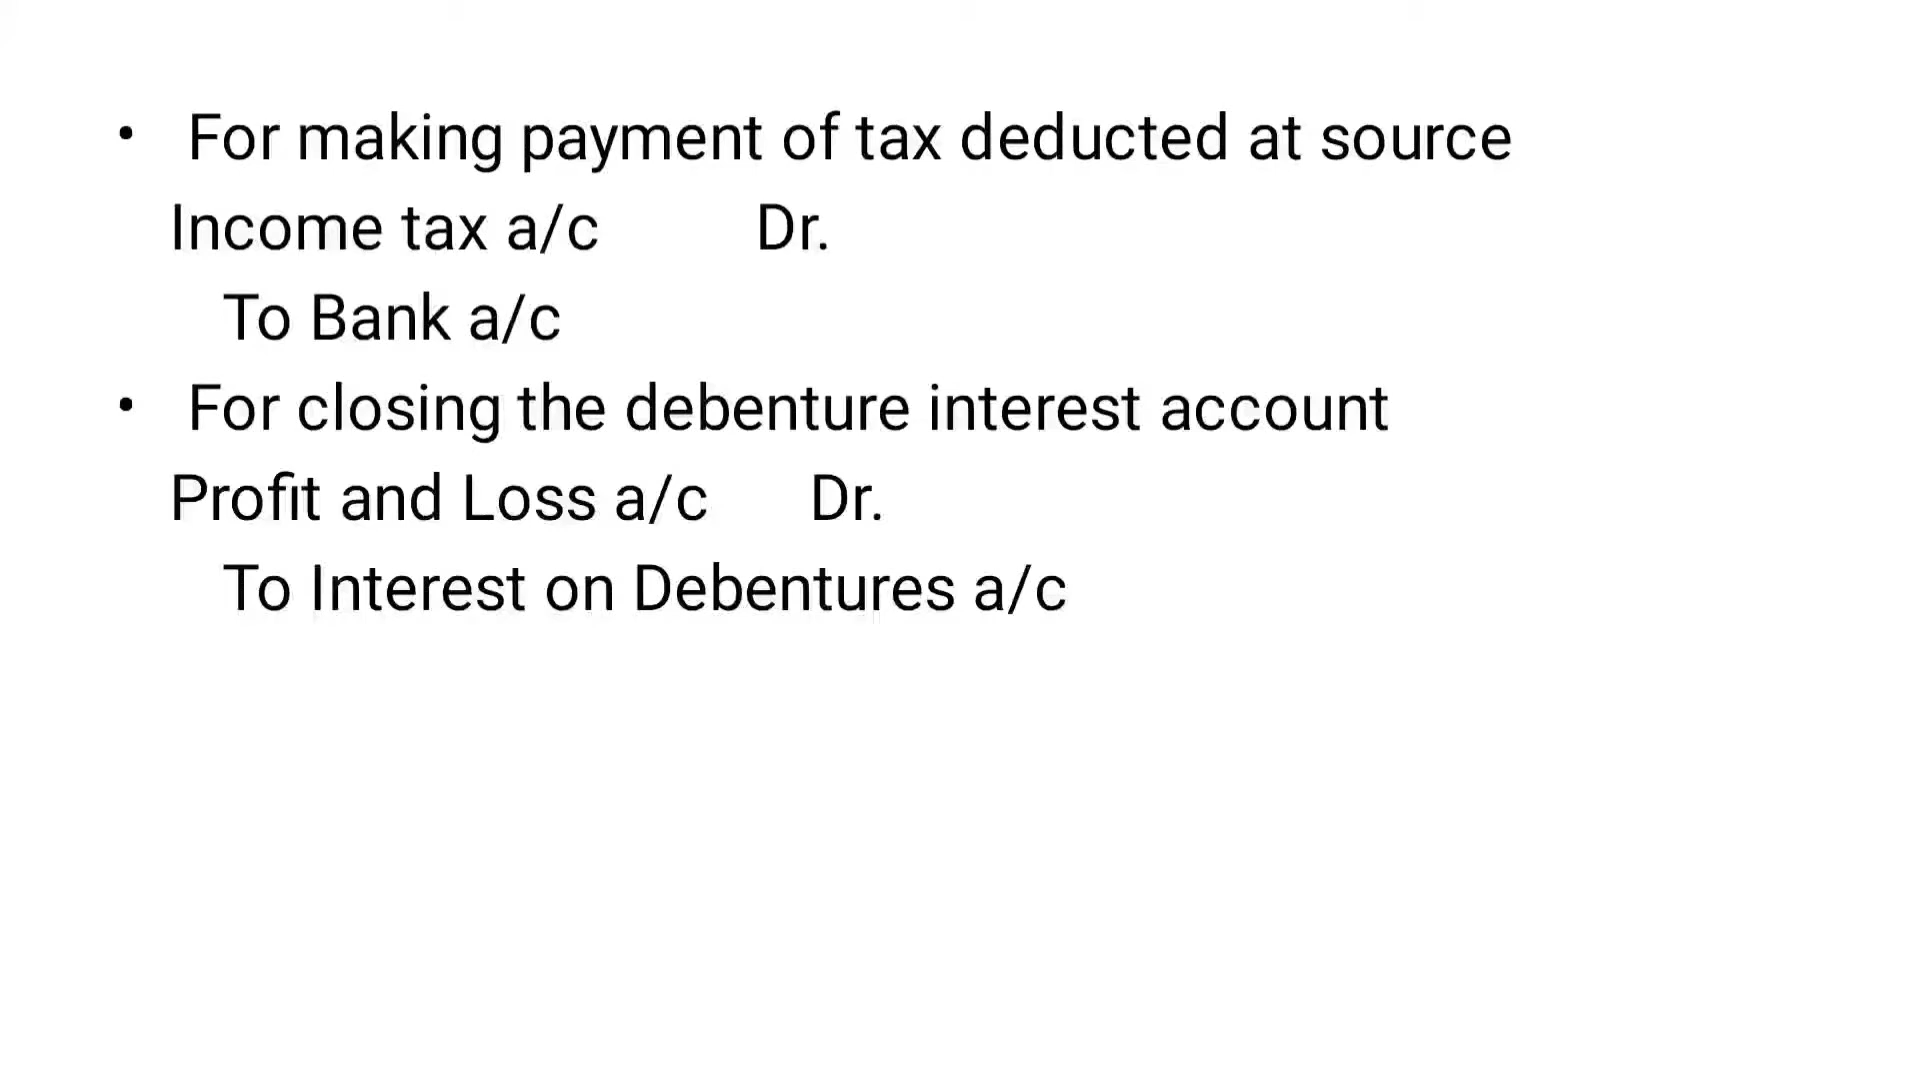 • For making payment of tax deducted at source
Income tax a/c Dr.
To Bank a/c
• For closing the debenture interest account
Profit and Loss a/c Dr.
To Interest on Debentures a/c